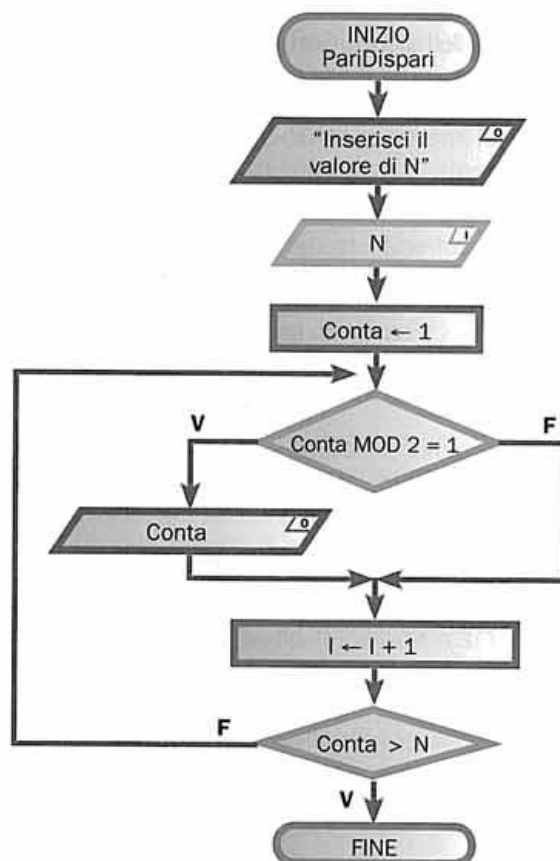 INIZIO
PariDispari
O
“Inserisci il
valore di N”
I
N
Conta ← 1
V
F
Conta MOD 2 = 1
O
Conta
I ← I + 1
F
Conta > N
V
FINE